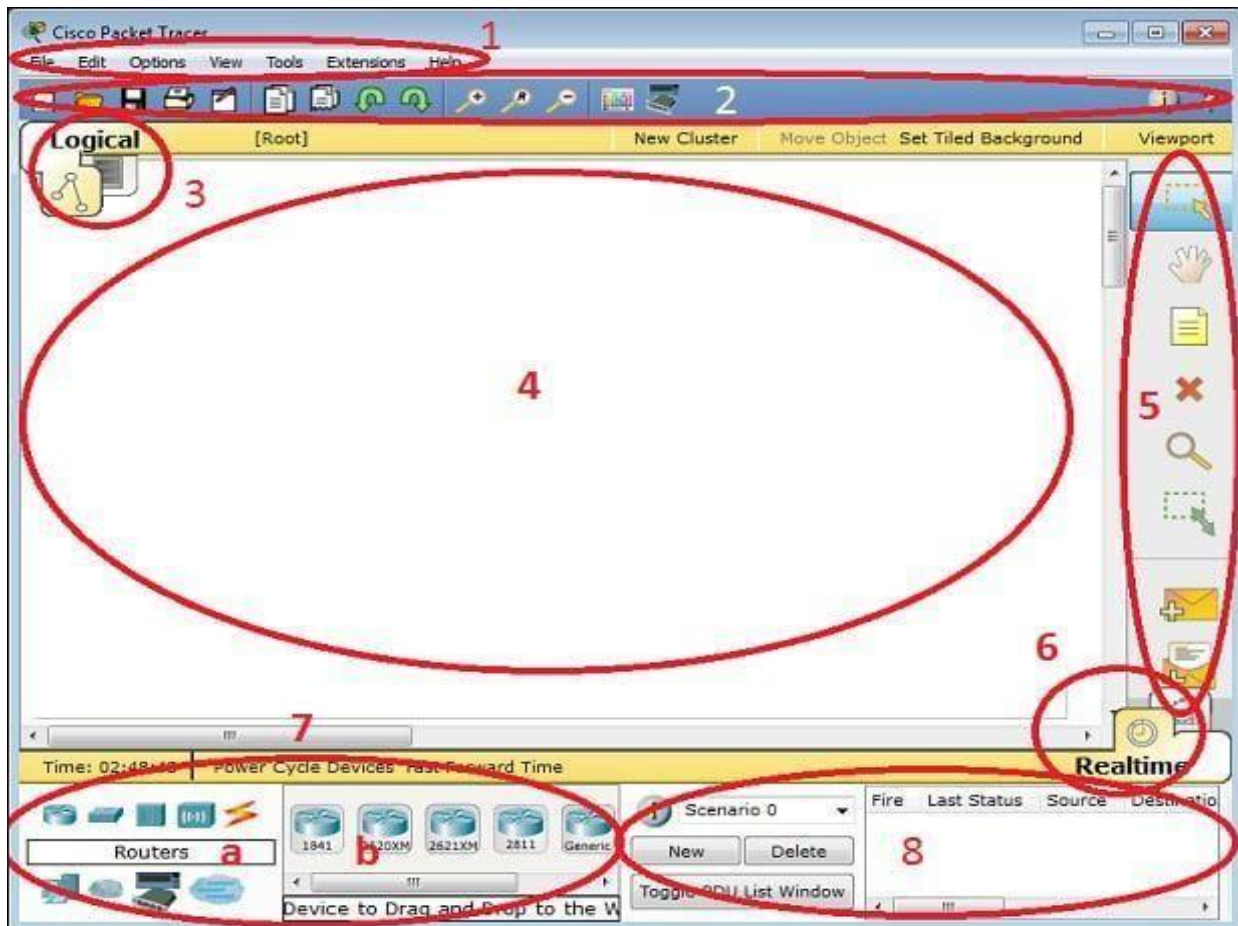 Cisco Packet Tracer
1
File Edit Options View Tools Extensions Help
2
Logical [Root] New Cluster Move Object Set Tiled Background Viewport
3
4
5
6
7
Time: 02:48:48 Power Cycle Devices Fast Forward Time
Realtime
Routers a
1841 2620XM 2621XM 2811 Generic
b
Device to Drag and Drop to the W
Scenario 0
New Delete
Toggle PDU List Window
Fire Last Status Source Destinatio
8